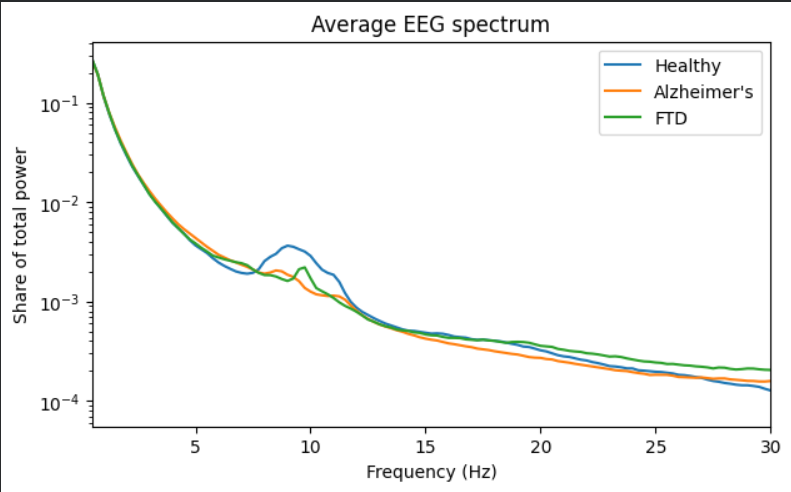 Average EEG spectrum
Healthy
Alzheimer's
FTD
Share of total power
10⁻¹
10⁻²
10⁻³
10⁻⁴
5 10 15 20 25 30
Frequency (Hz)